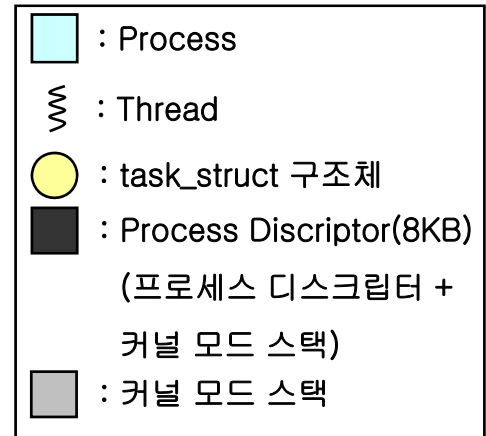 : Process
: Thread
: task_struct 구조체
: Process Discriptor(8KB)
(프로세스 디스크립터 +
커널 모드 스택)
: 커널 모드 스택